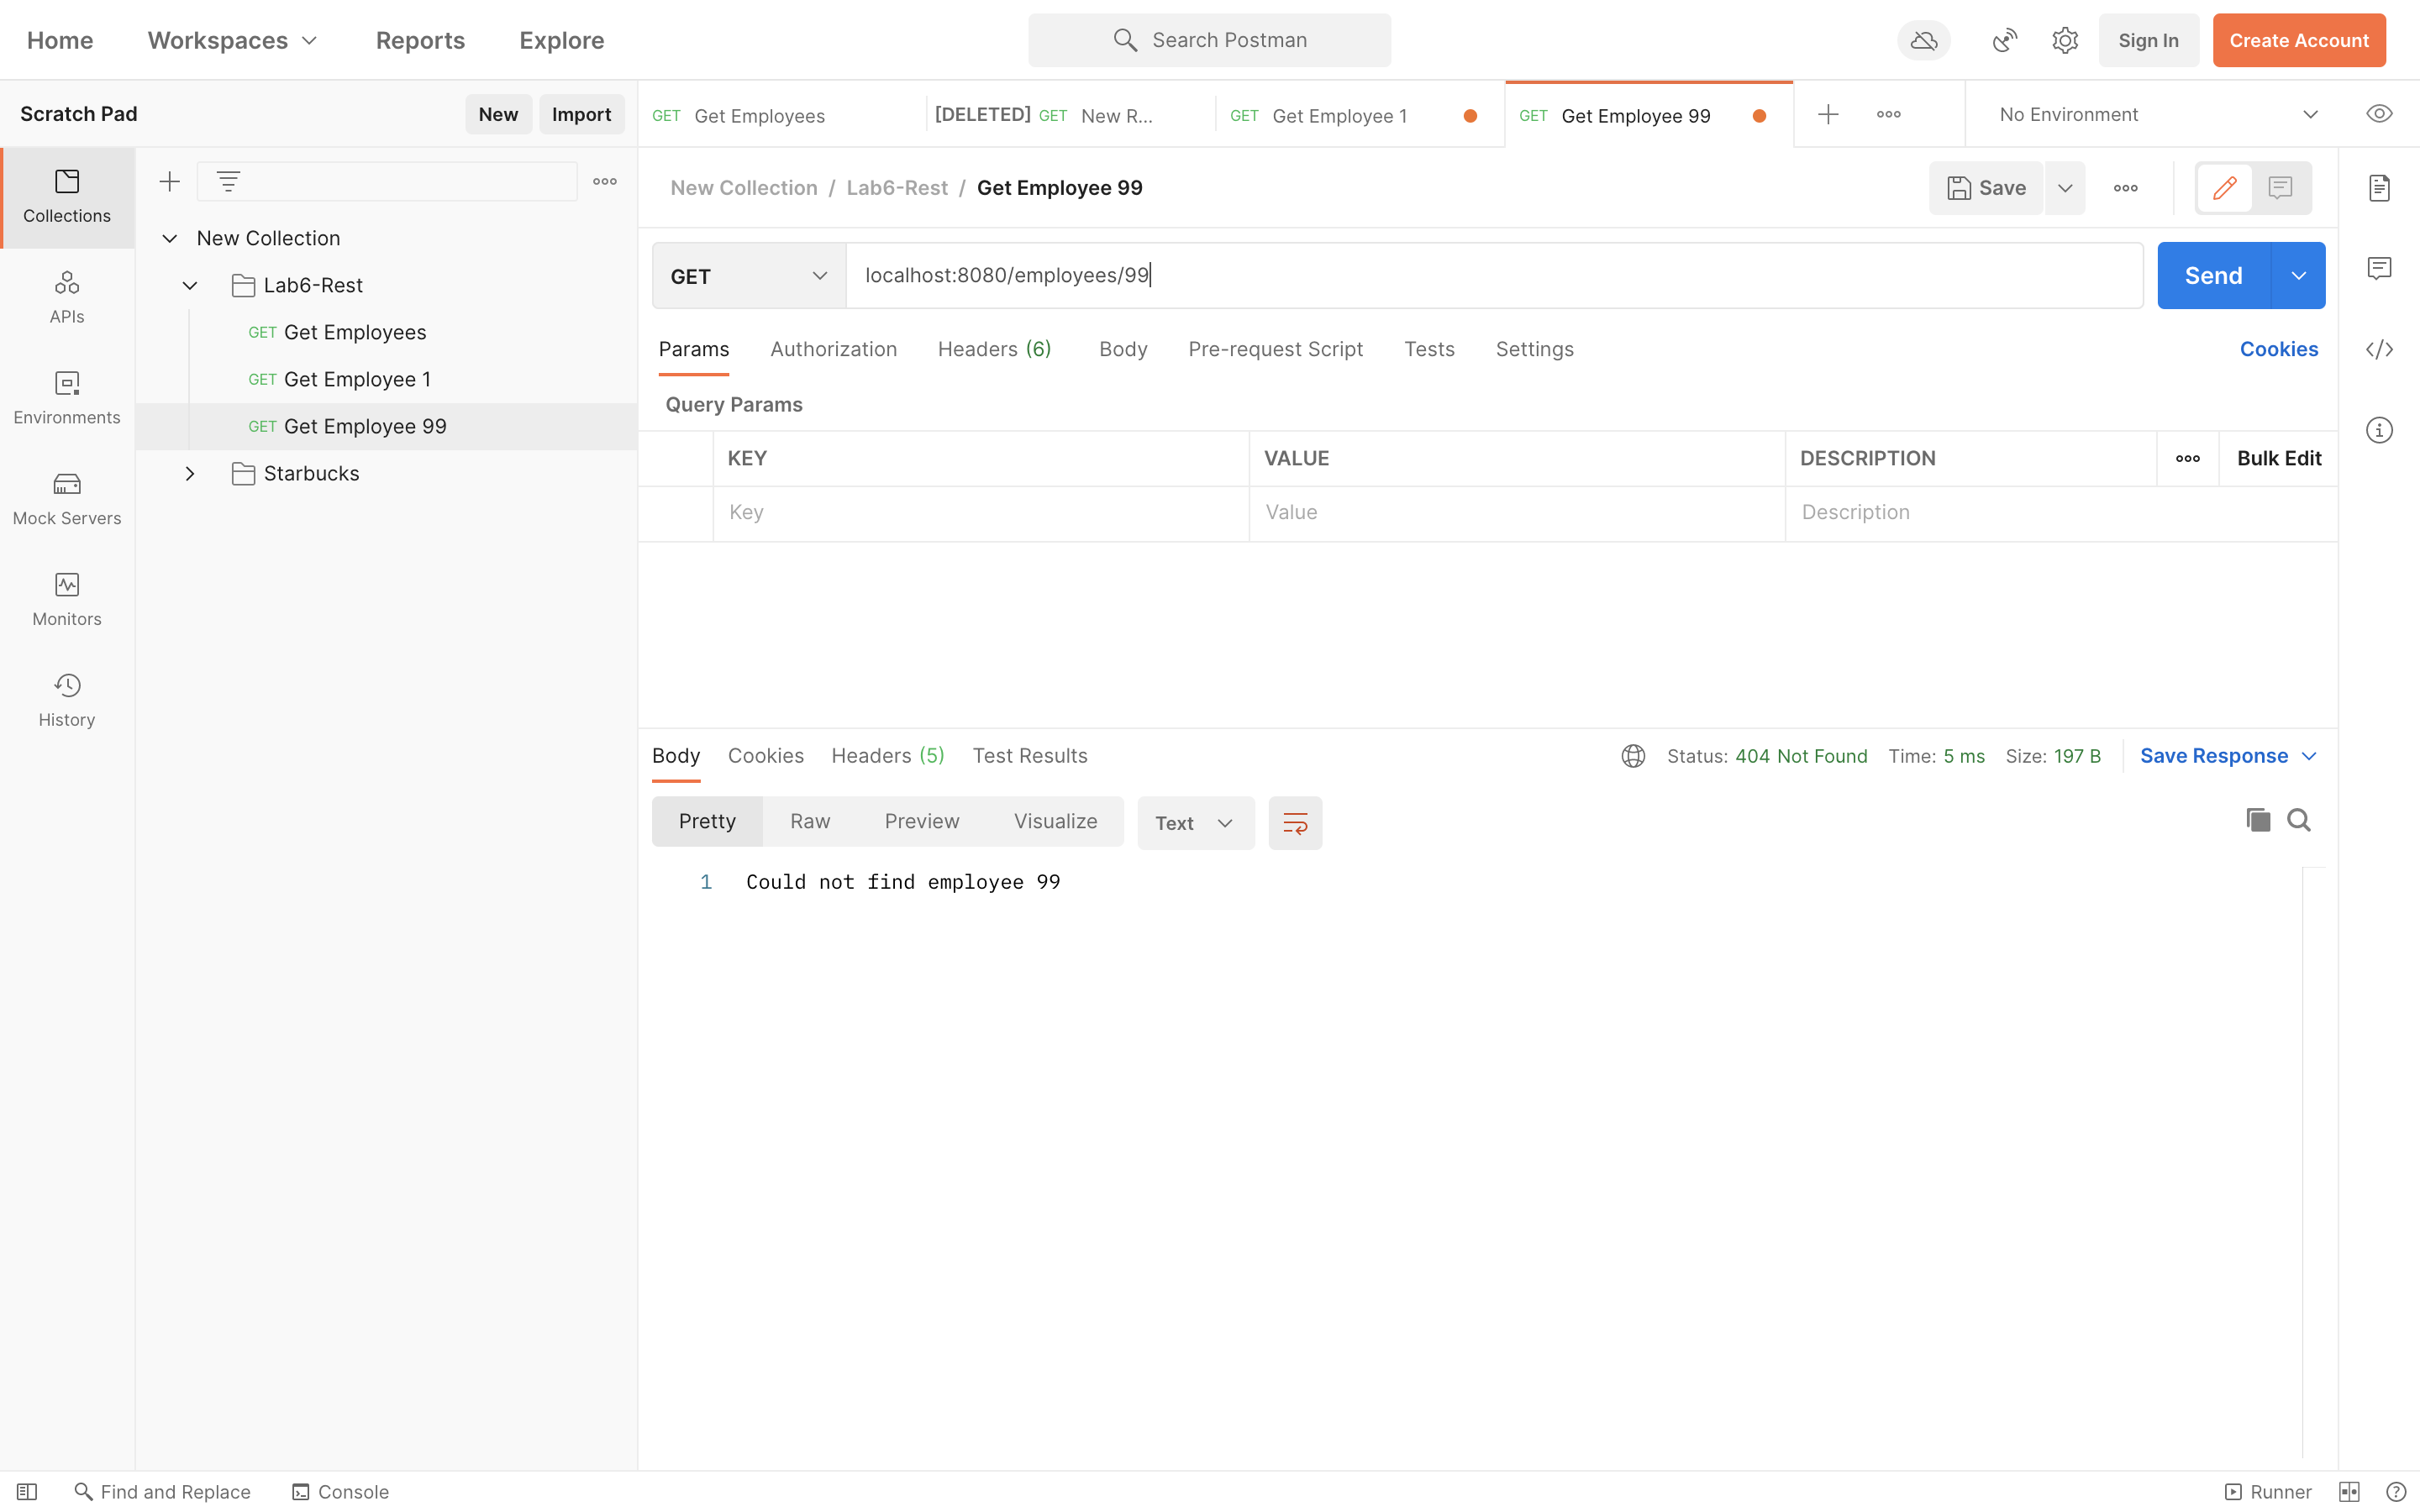 Home Workspaces Reports Explore Search Postman Sign In Create Account
Scratch Pad New Import
GET Get Employees [DELETED] GET New R... GET Get Employee 1 GET Get Employee 99 No Environment
Collections
APIs
Environments
Mock Servers
Monitors
History
New Collection
Lab6-Rest
GET Get Employees
GET Get Employee 1
GET Get Employee 99
Starbucks
New Collection / Lab6-Rest / Get Employee 99 Save
GET localhost:8080/employees/99 Send
Params Authorization Headers (6) Body Pre-request Script Tests Settings Cookies
Query Params
KEY VALUE DESCRIPTION Bulk Edit
Key Value Description
Body Cookies Headers (5) Test Results Status: 404 Not Found Time: 5 ms Size: 197 B Save Response
Pretty Raw Preview Visualize Text
1 Could not find employee 99
Find and Replace Console Runner